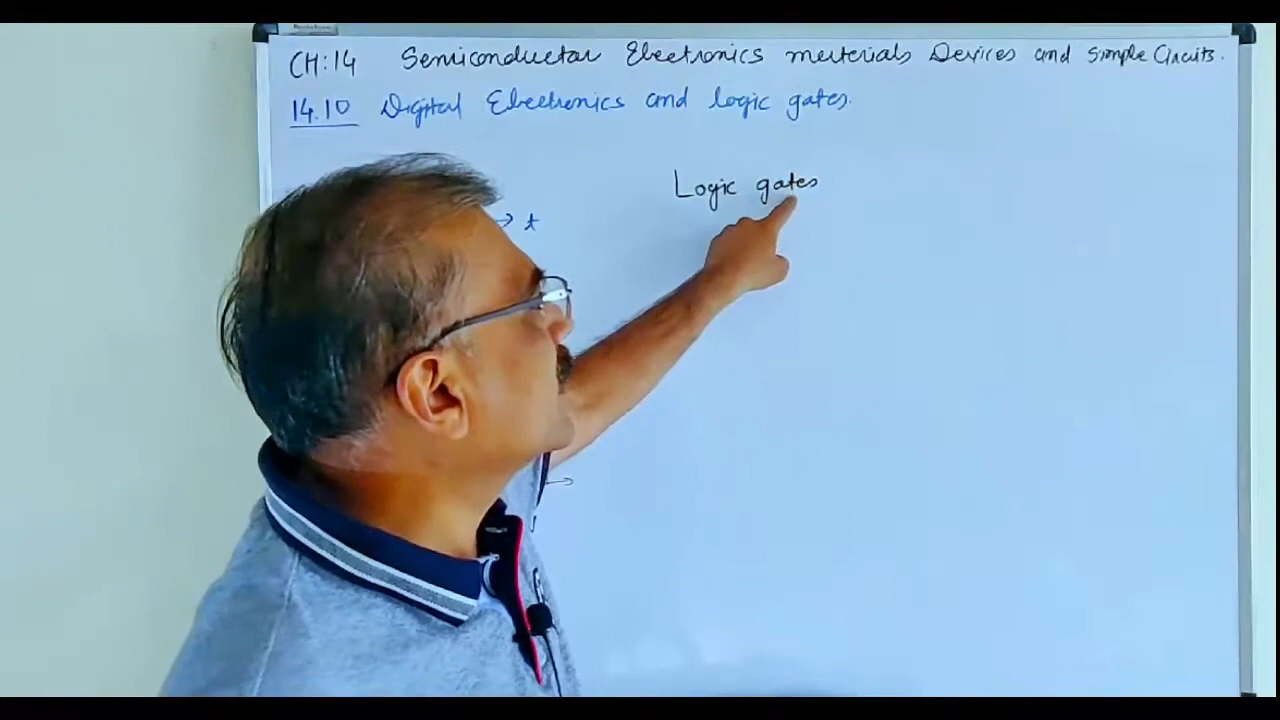 CH:14 Semiconductor Electronics materials Devices and Simple Circuits.
14.10 Digital Electronics and logic gates.
Logic gates
→ t